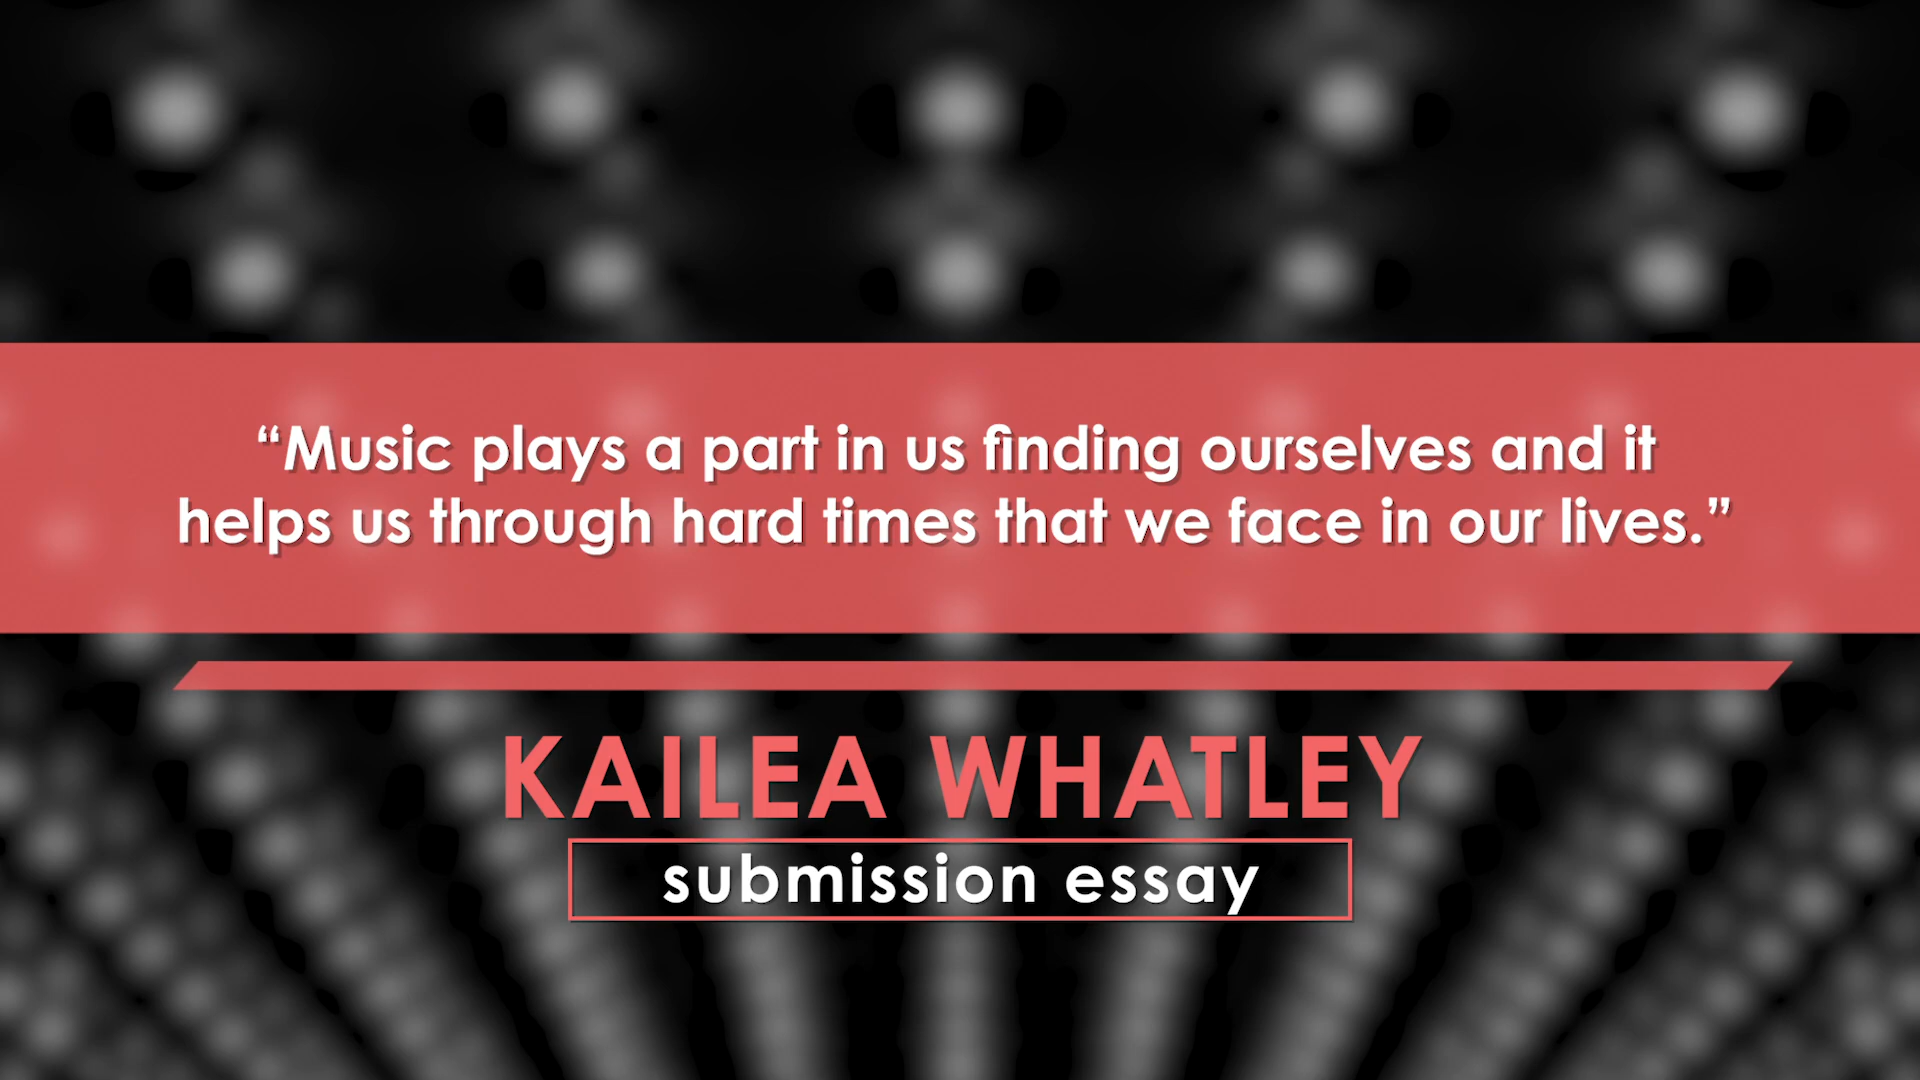 “Music plays a part in us finding ourselves and it
helps us through hard times that we face in our lives.”
KAILEA WHATLEY
submission essay